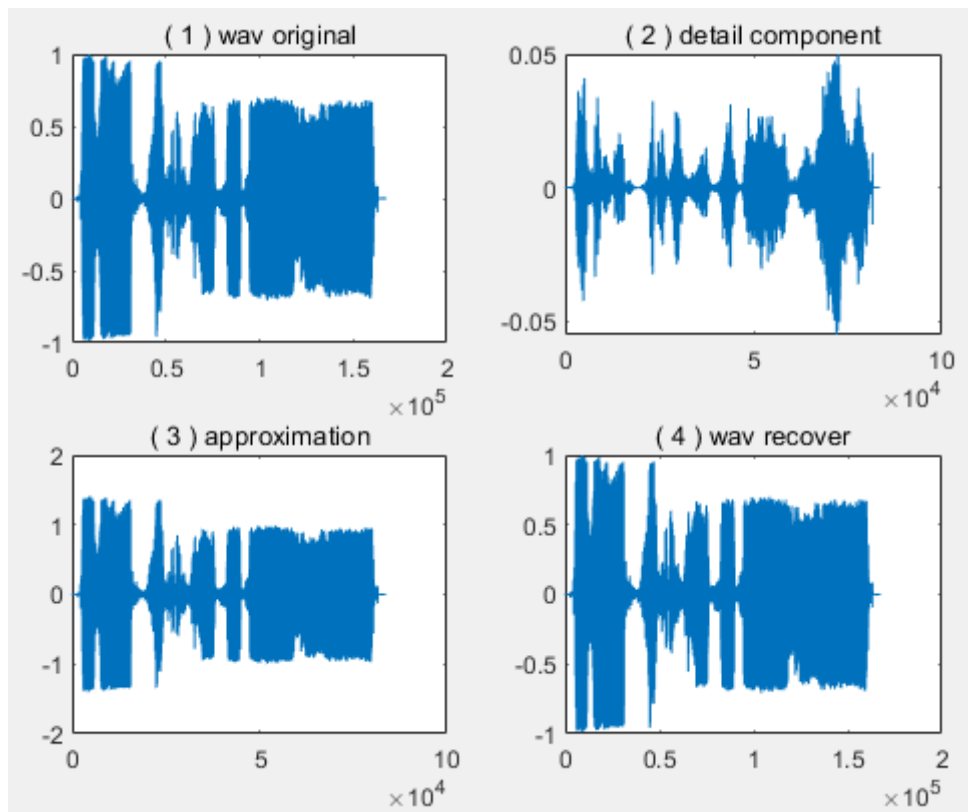 ( 1 ) wav original
1
0.5
0
-0.5
-1
0 0.5 1 1.5 2
×10^5
( 2 ) detail component
0.05
0
-0.05
0 5 10
×10^4
( 3 ) approximation
2
1
0
-1
-2
0 5 10
×10^4
( 4 ) wav recover
1
0.5
0
-0.5
-1
0 0.5 1 1.5 2
×10^5